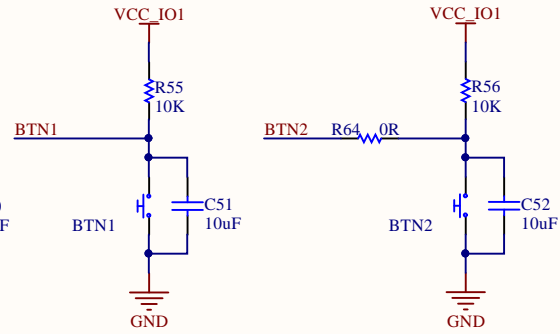 VCC_IO1
VCC_IO1
R55
10K
R56
10K
BTN1
BTN2
R64
0R
F
BTN1
C51
10uF
BTN2
C52
10uF
GND
GND